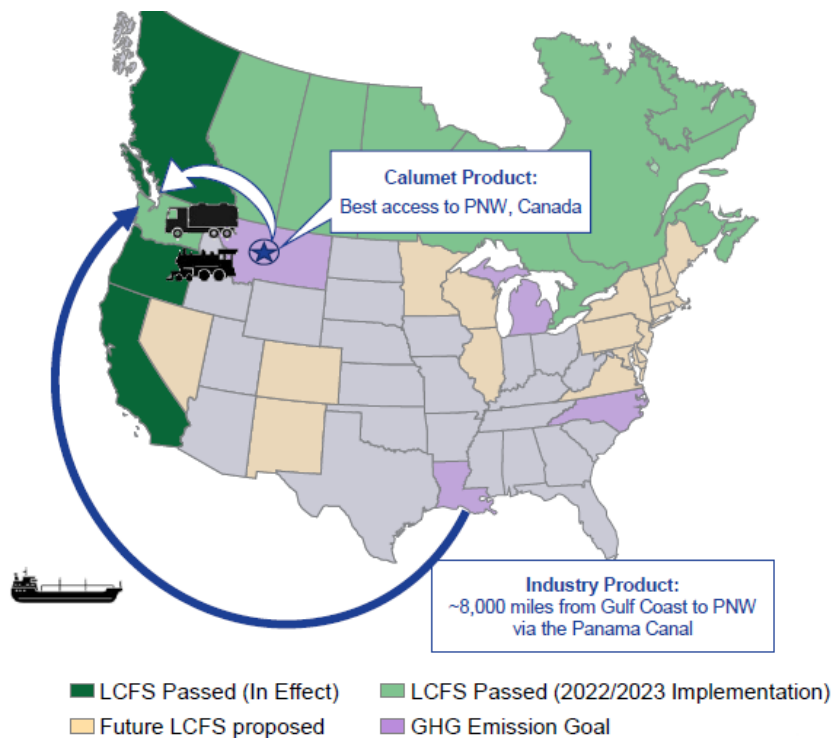 Calumet Product:
Best access to PNW, Canada
Industry Product:
~8,000 miles from Gulf Coast to PNW
via the Panama Canal
LCFS Passed (In Effect)
LCFS Passed (2022/2023 Implementation)
Future LCFS proposed
GHG Emission Goal